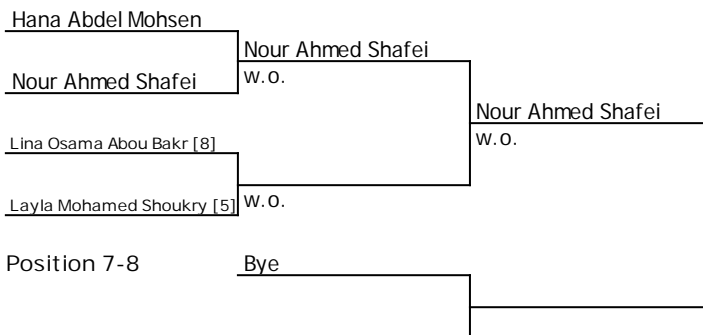 Hana Abdel Mohsen
Nour Ahmed Shafei
Nour Ahmed Shafei
w.o.
Nour Ahmed Shafei
w.o.
Lina Osama Abou Bakr [8]
Layla Mohamed Shoukry [5]
w.o.
Position 7-8
Bye